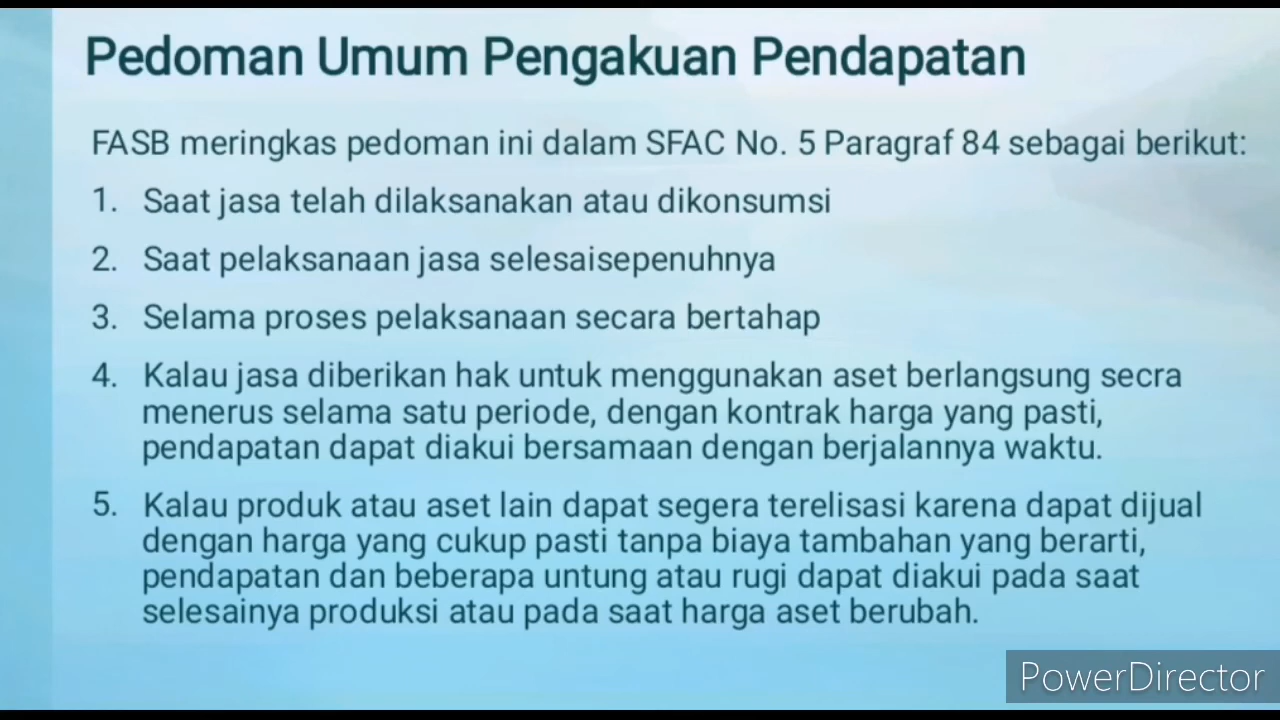 Pedoman Umum Pengakuan Pendapatan
FASB meringkas pedoman ini dalam SFAC No. 5 Paragraf 84 sebagai berikut:
1. Saat jasa telah dilaksanakan atau dikonsumsi
2. Saat pelaksanaan jasa selesaisepenuhnya
3. Selama proses pelaksanaan secara bertahap
4. Kalau jasa diberikan hak untuk menggunakan aset berlangsung secra
menerus selama satu periode, dengan kontrak harga yang pasti,
pendapatan dapat diakui bersamaan dengan berjalannya waktu.
5. Kalau produk atau aset lain dapat segera terelisasi karena dapat dijual
dengan harga yang cukup pasti tanpa biaya tambahan yang berarti,
pendapatan dan beberapa untung atau rugi dapat diakui pada saat
selesainya produksi atau pada saat harga aset berubah.
PowerDirector